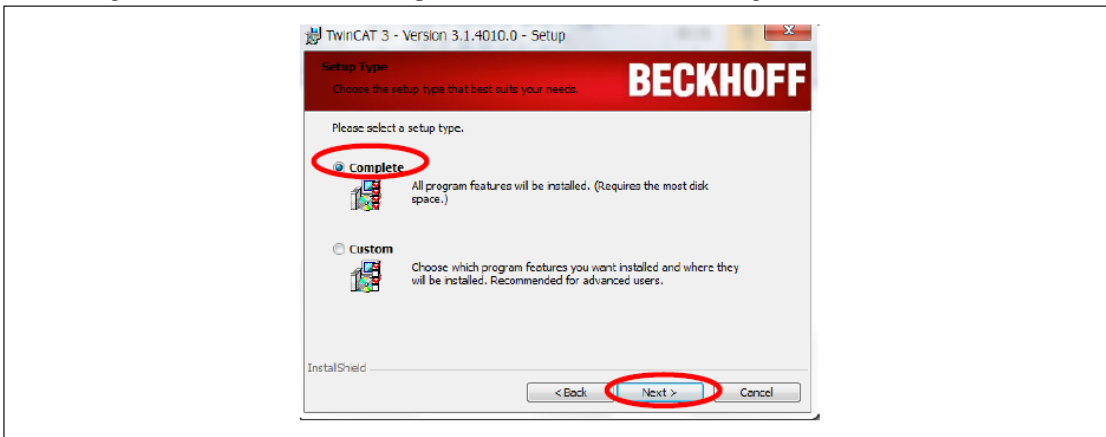 TwinCAT 3 - Version 3.1.4010.0 - Setup
Setup Type
Choose the setup type that best suits your needs.
BECKHOFF
Please select a setup type.
Complete
All program features will be installed. (Requires the most disk
space.)
Custom
Choose which program features you want installed and where they
will be installed. Recommended for advanced users.
InstallShield
< Back
Next >
Cancel